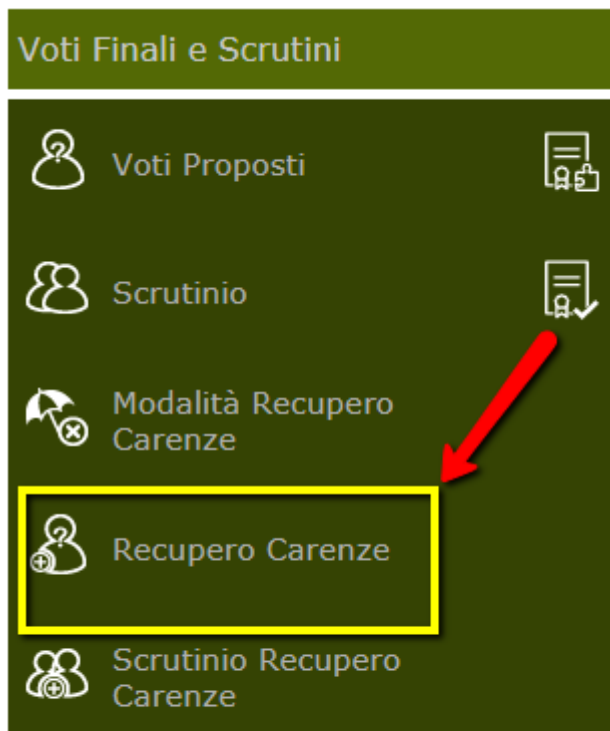 Voti Finali e Scrutini
Voti Proposti
Scrutinio
Modalità Recupero
Carenze
Recupero Carenze
Scrutinio Recupero
Carenze